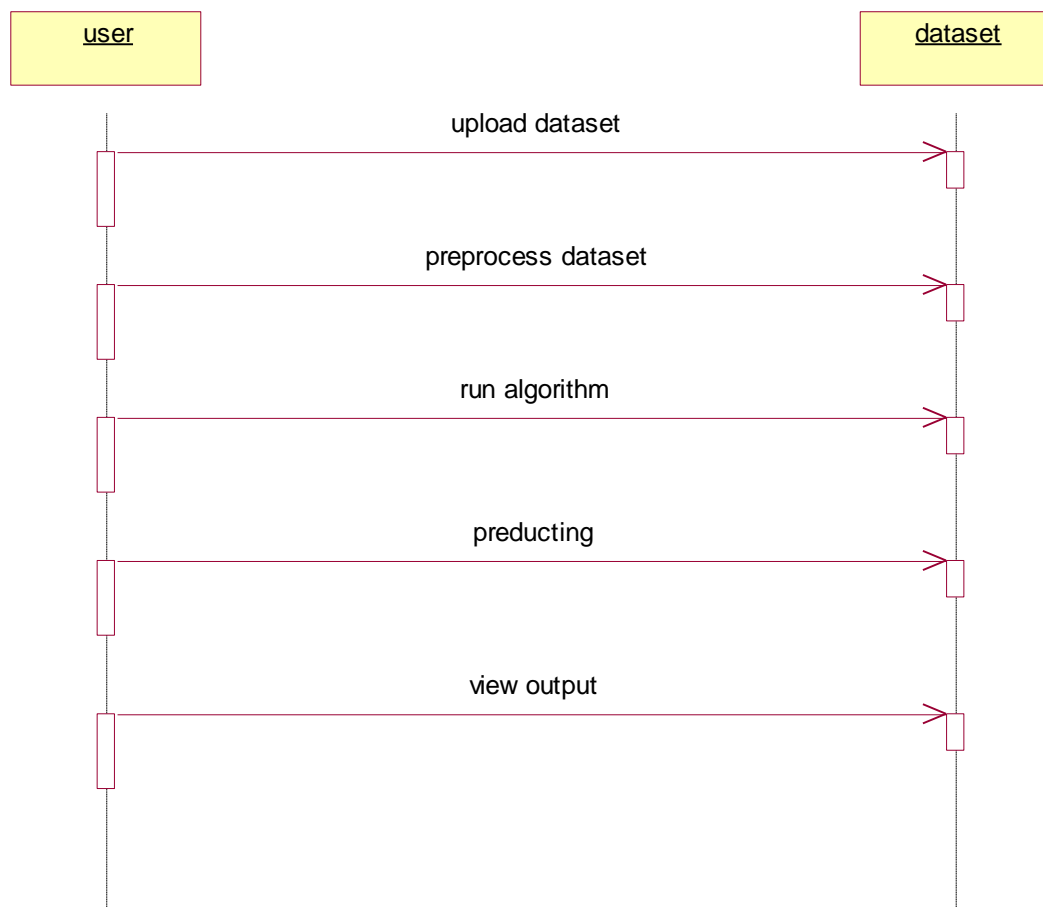 user
dataset
upload dataset
preprocess dataset
run algorithm
preducting
view output